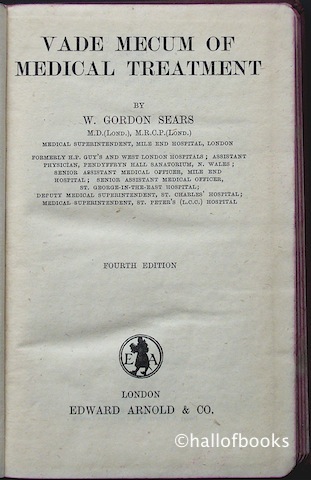 VADE MECUM OF
MEDICAL TREATMENT
BY
W. GORDON SEARS
M.D.(LOND.), M.R.C.P.(LOND.)
MEDICAL SUPERINTENDENT, MILE END HOSPITAL, LONDON
FORMERLY H.P. GUY'S AND WEST LONDON HOSPITALS; ASSISTANT
PHYSICIAN, PENDYFFRYN HALL SANATORIUM, N. WALES;
SENIOR ASSISTANT MEDICAL OFFICER, MILE END
HOSPITAL; SENIOR ASSISTANT MEDICAL OFFICER,
ST. GEORGE-IN-THE-EAST HOSPITAL;
DEPUTY MEDICAL SUPERINTENDENT, ST. CHARLES' HOSPITAL;
MEDICAL SUPERINTENDENT, ST. PETER'S (L.C.C.) HOSPITAL
FOURTH EDITION
E A
LONDON
EDWARD ARNOLD & CO.
©hallofbooks